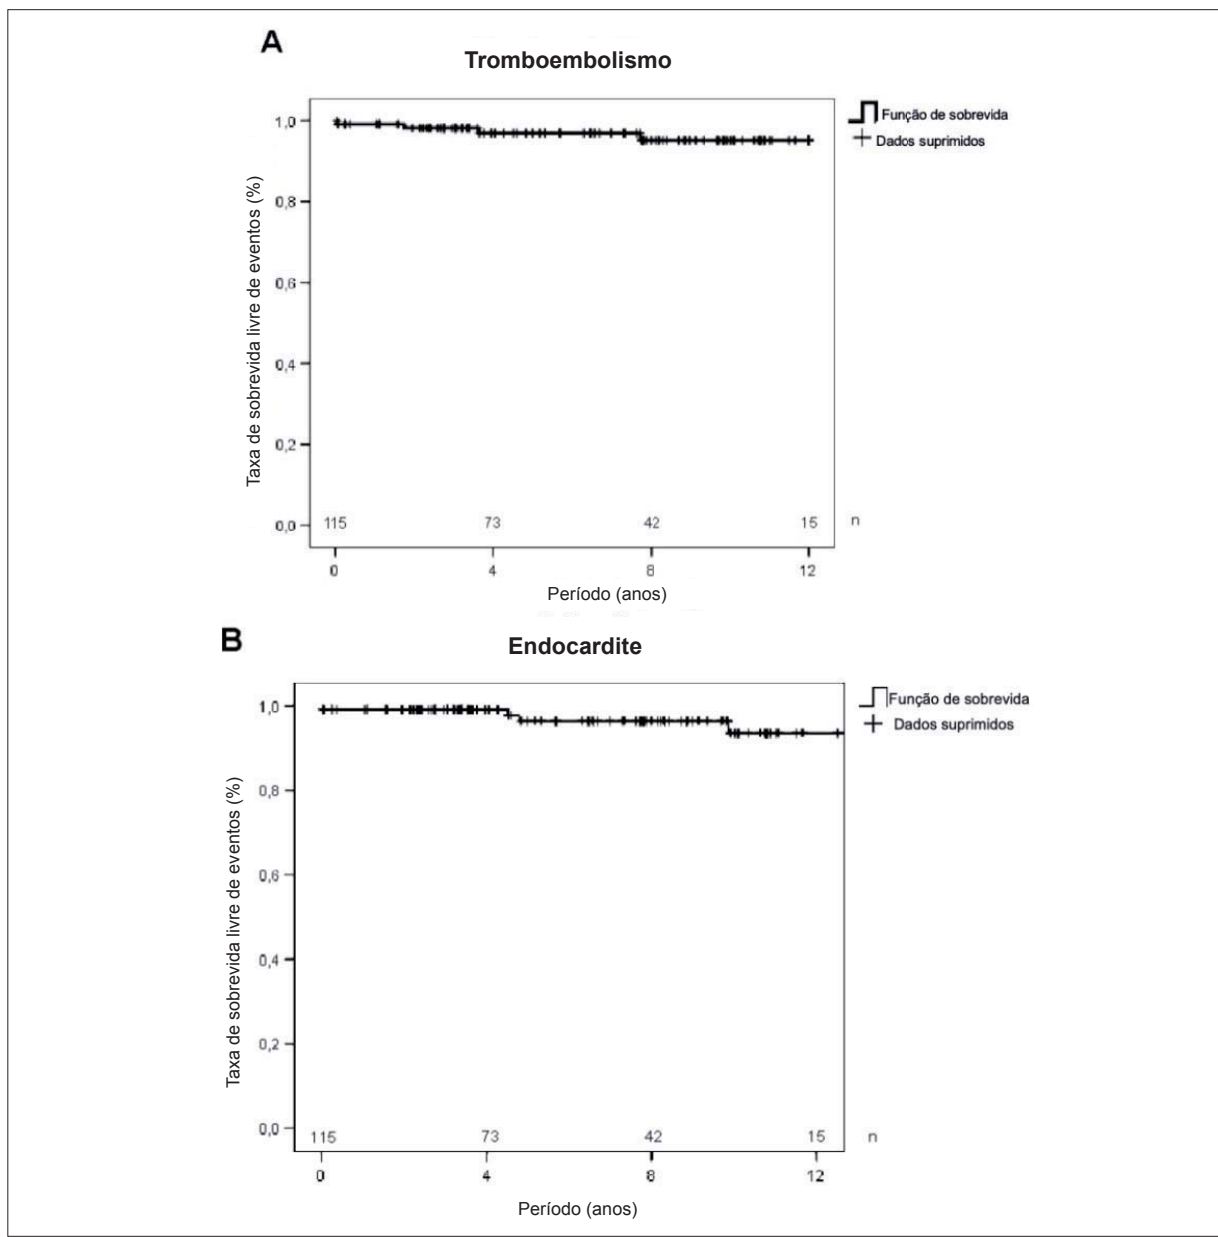 A
Tromboembolismo
Função de sobrevida
Dados suprimidos
Taxa de sobrevida livre de eventos (%)
1,0
0,8
0,6
0,4
0,2
0,0
115 73 42 15 n
0 4 8 12
Período (anos)
B
Endocardite
Função de sobrevida
Dados suprimidos
Taxa de sobrevida livre de eventos (%)
1,0
0,8
0,6
0,4
0,2
0,0
115 73 42 15 n
0 4 8 12
Período (anos)